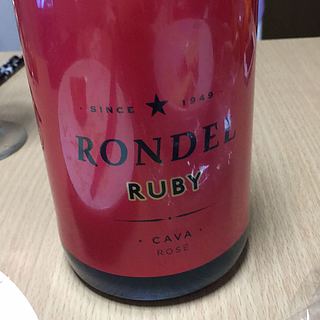 · SINCE ★ 1949 ·
RONDEL
RUBY
· CAVA ·
ROSÉ